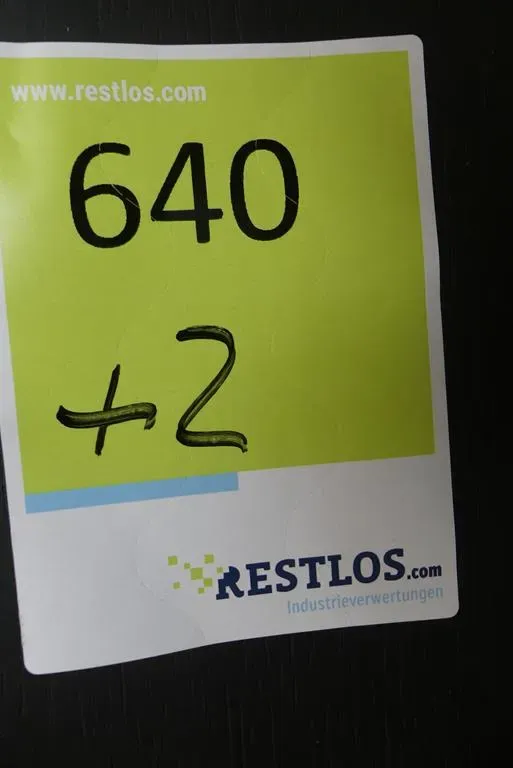 www.restlos.com
640
+2
RESTLOS.com
Industrieverwertungen